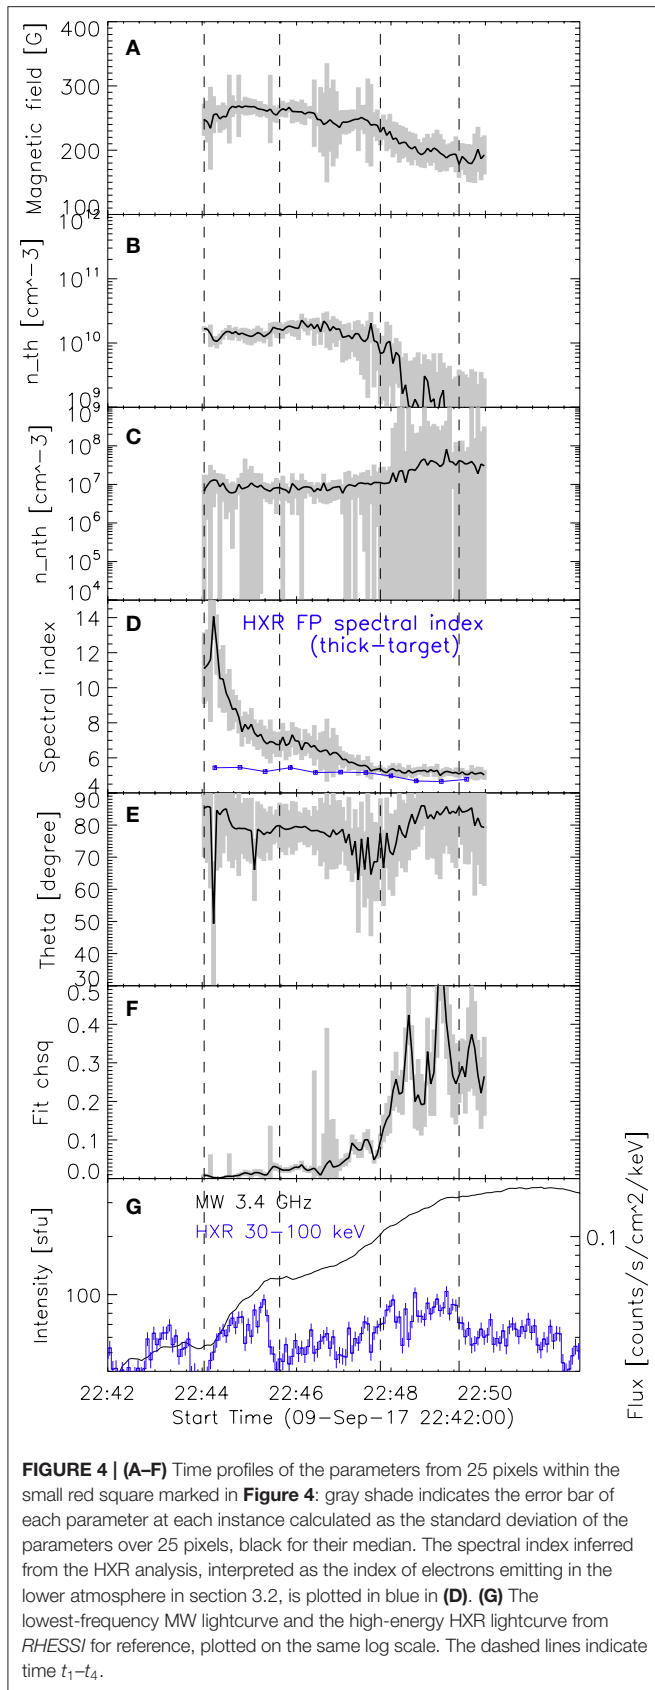 A
Magnetic field [G]
400
300
200
100
B
n_th [cm^-3]
10^12
10^11
10^10
10^9
C
n_nth [cm^-3]
10^9
10^8
10^7
10^6
10^5
10^4
D
HXR FP spectral index
(thick-target)
Spectral index
14
12
10
8
6
4
E
Theta [degree]
90
80
70
60
50
40
30
F
Fit chsq
0.5
0.4
0.3
0.2
0.1
0.0
G
MW 3.4 GHz
HXR 30-100 keV
Intensity [sfu]
100
0.1
Flux [counts/s/cm^2/keV]
22:42 22:44 22:46 22:48 22:50
Start Time (09-Sep-17 22:42:00)
FIGURE 4 | (A–F) Time profiles of the parameters from 25 pixels within the
small red square marked in Figure 4: gray shade indicates the error bar of
each parameter at each instance calculated as the standard deviation of the
parameters over 25 pixels, black for their median. The spectral index inferred
from the HXR analysis, interpreted as the index of electrons emitting in the
lower atmosphere in section 3.2, is plotted in blue in (D). (G) The
lowest-frequency MW lightcurve and the high-energy HXR lightcurve from
RHESSI for reference, plotted on the same log scale. The dashed lines indicate
time t1–t4.